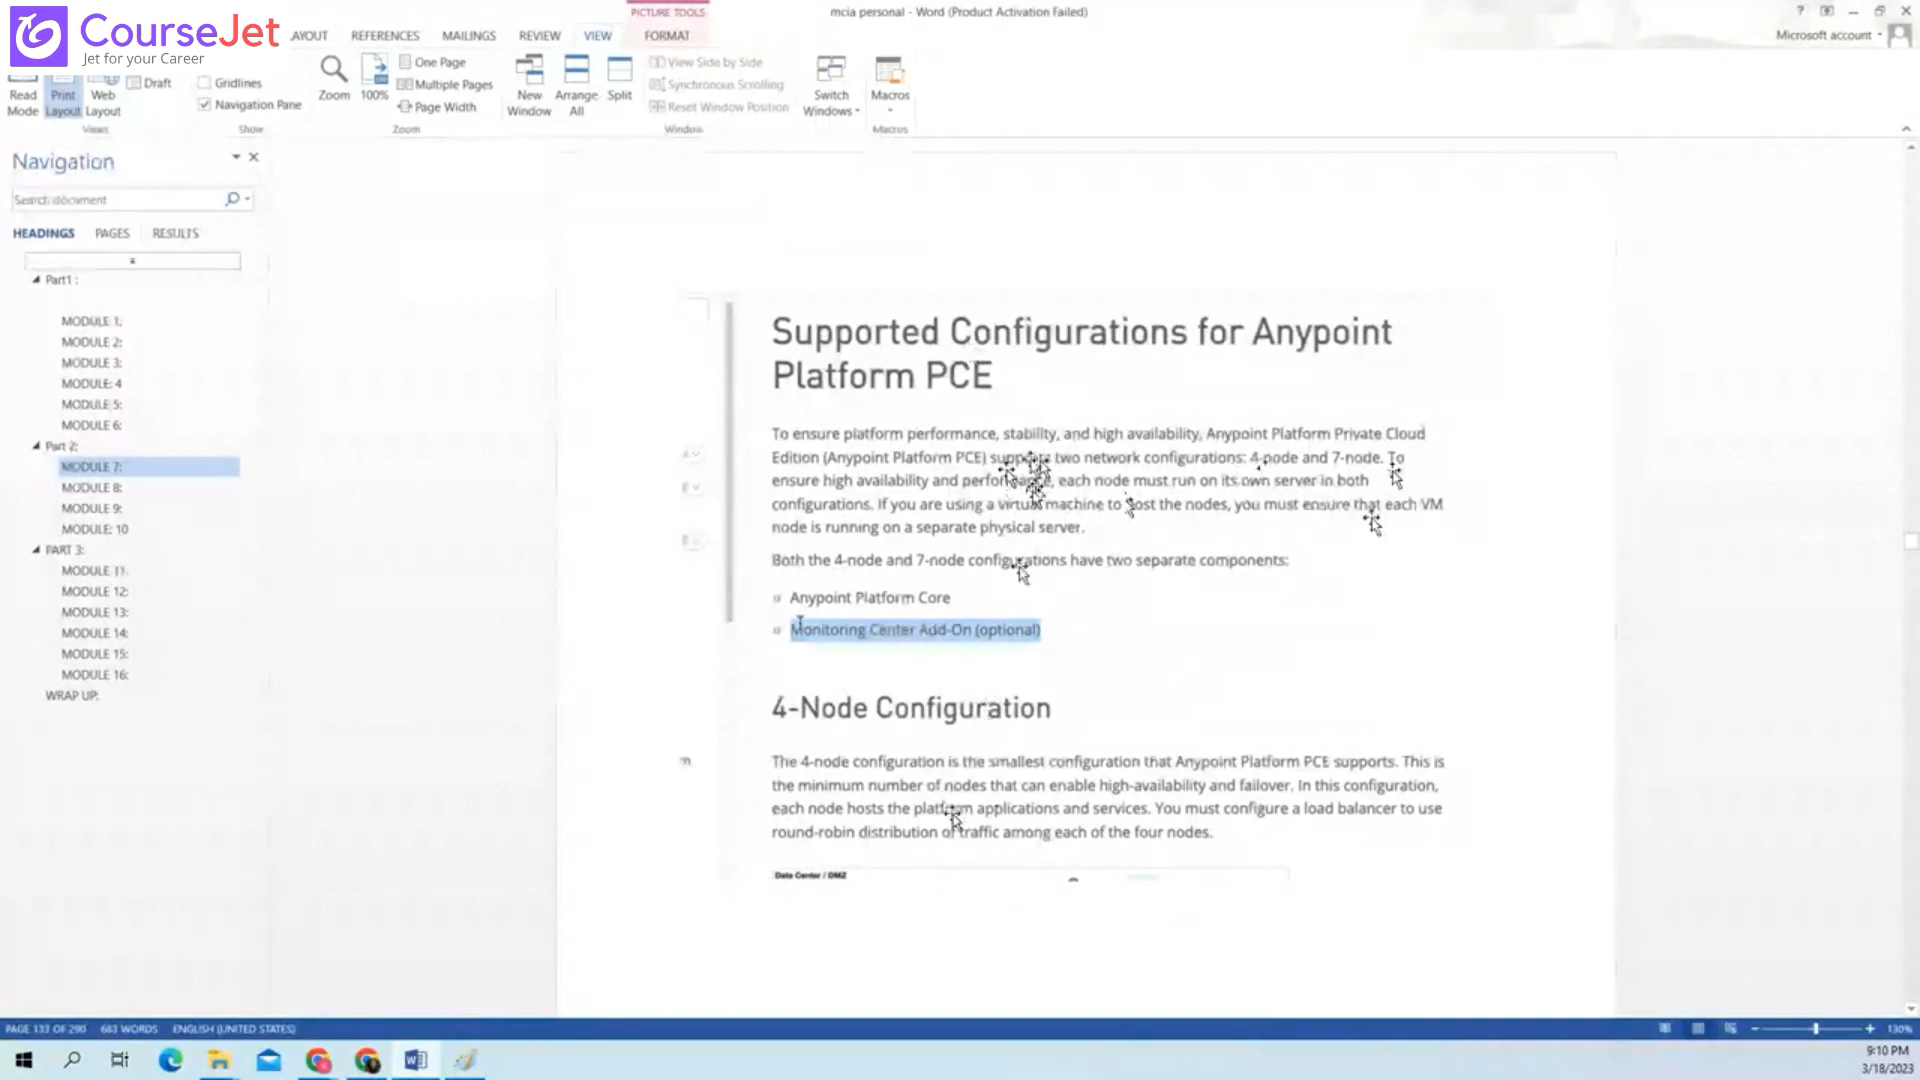 CourseJet
Jet for your Career
PICTURE TOOLS
mcia personal - Word (Product Activation Failed)
AYOUT REFERENCES MAILINGS REVIEW VIEW FORMAT
Microsoft account
Read Mode
Print Layout
Web Layout
Draft
Views
Gridlines
Navigation Pane
Show
Zoom
100%
One Page
Multiple Pages
Page Width
Zoom
New Window
Arrange All
Split
View Side by Side
Synchronous Scrolling
Reset Window Position
Window
Switch Windows
Macros
Macros
Navigation
Search document
HEADINGS PAGES RESULTS
Part1 :
MODULE 1:
MODULE 2:
MODULE 3:
MODULE: 4
MODULE 5:
MODULE 6:
Part 2:
MODULE 7:
MODULE 8:
MODULE 9:
MODULE: 10
PART 3:
MODULE 11.
MODULE 12:
MODULE 13:
MODULE 14:
MODULE 15:
MODULE 16:
WRAP UP:
Supported Configurations for Anypoint
Platform PCE
To ensure platform performance, stability, and high availability, Anypoint Platform Private Cloud
Edition (Anypoint Platform PCE) supports two network configurations: 4-node and 7-node. To
ensure high availability and performance, each node must run on its own server in both
configurations. If you are using a virtual machine to host the nodes, you must ensure that each VM
node is running on a separate physical server.
Both the 4-node and 7-node configurations have two separate components:
Anypoint Platform Core
Monitoring Center Add-On (optional)
4-Node Configuration
The 4-node configuration is the smallest configuration that Anypoint Platform PCE supports. This is
the minimum number of nodes that can enable high-availability and failover. In this configuration,
each node hosts the platform applications and services. You must configure a load balancer to use
round-robin distribution of traffic among each of the four nodes.
Data Center / DMZ
PAGE 133 OF 290 683 WORDS ENGLISH (UNITED STATES)
130%
9:10 PM
3/18/2023